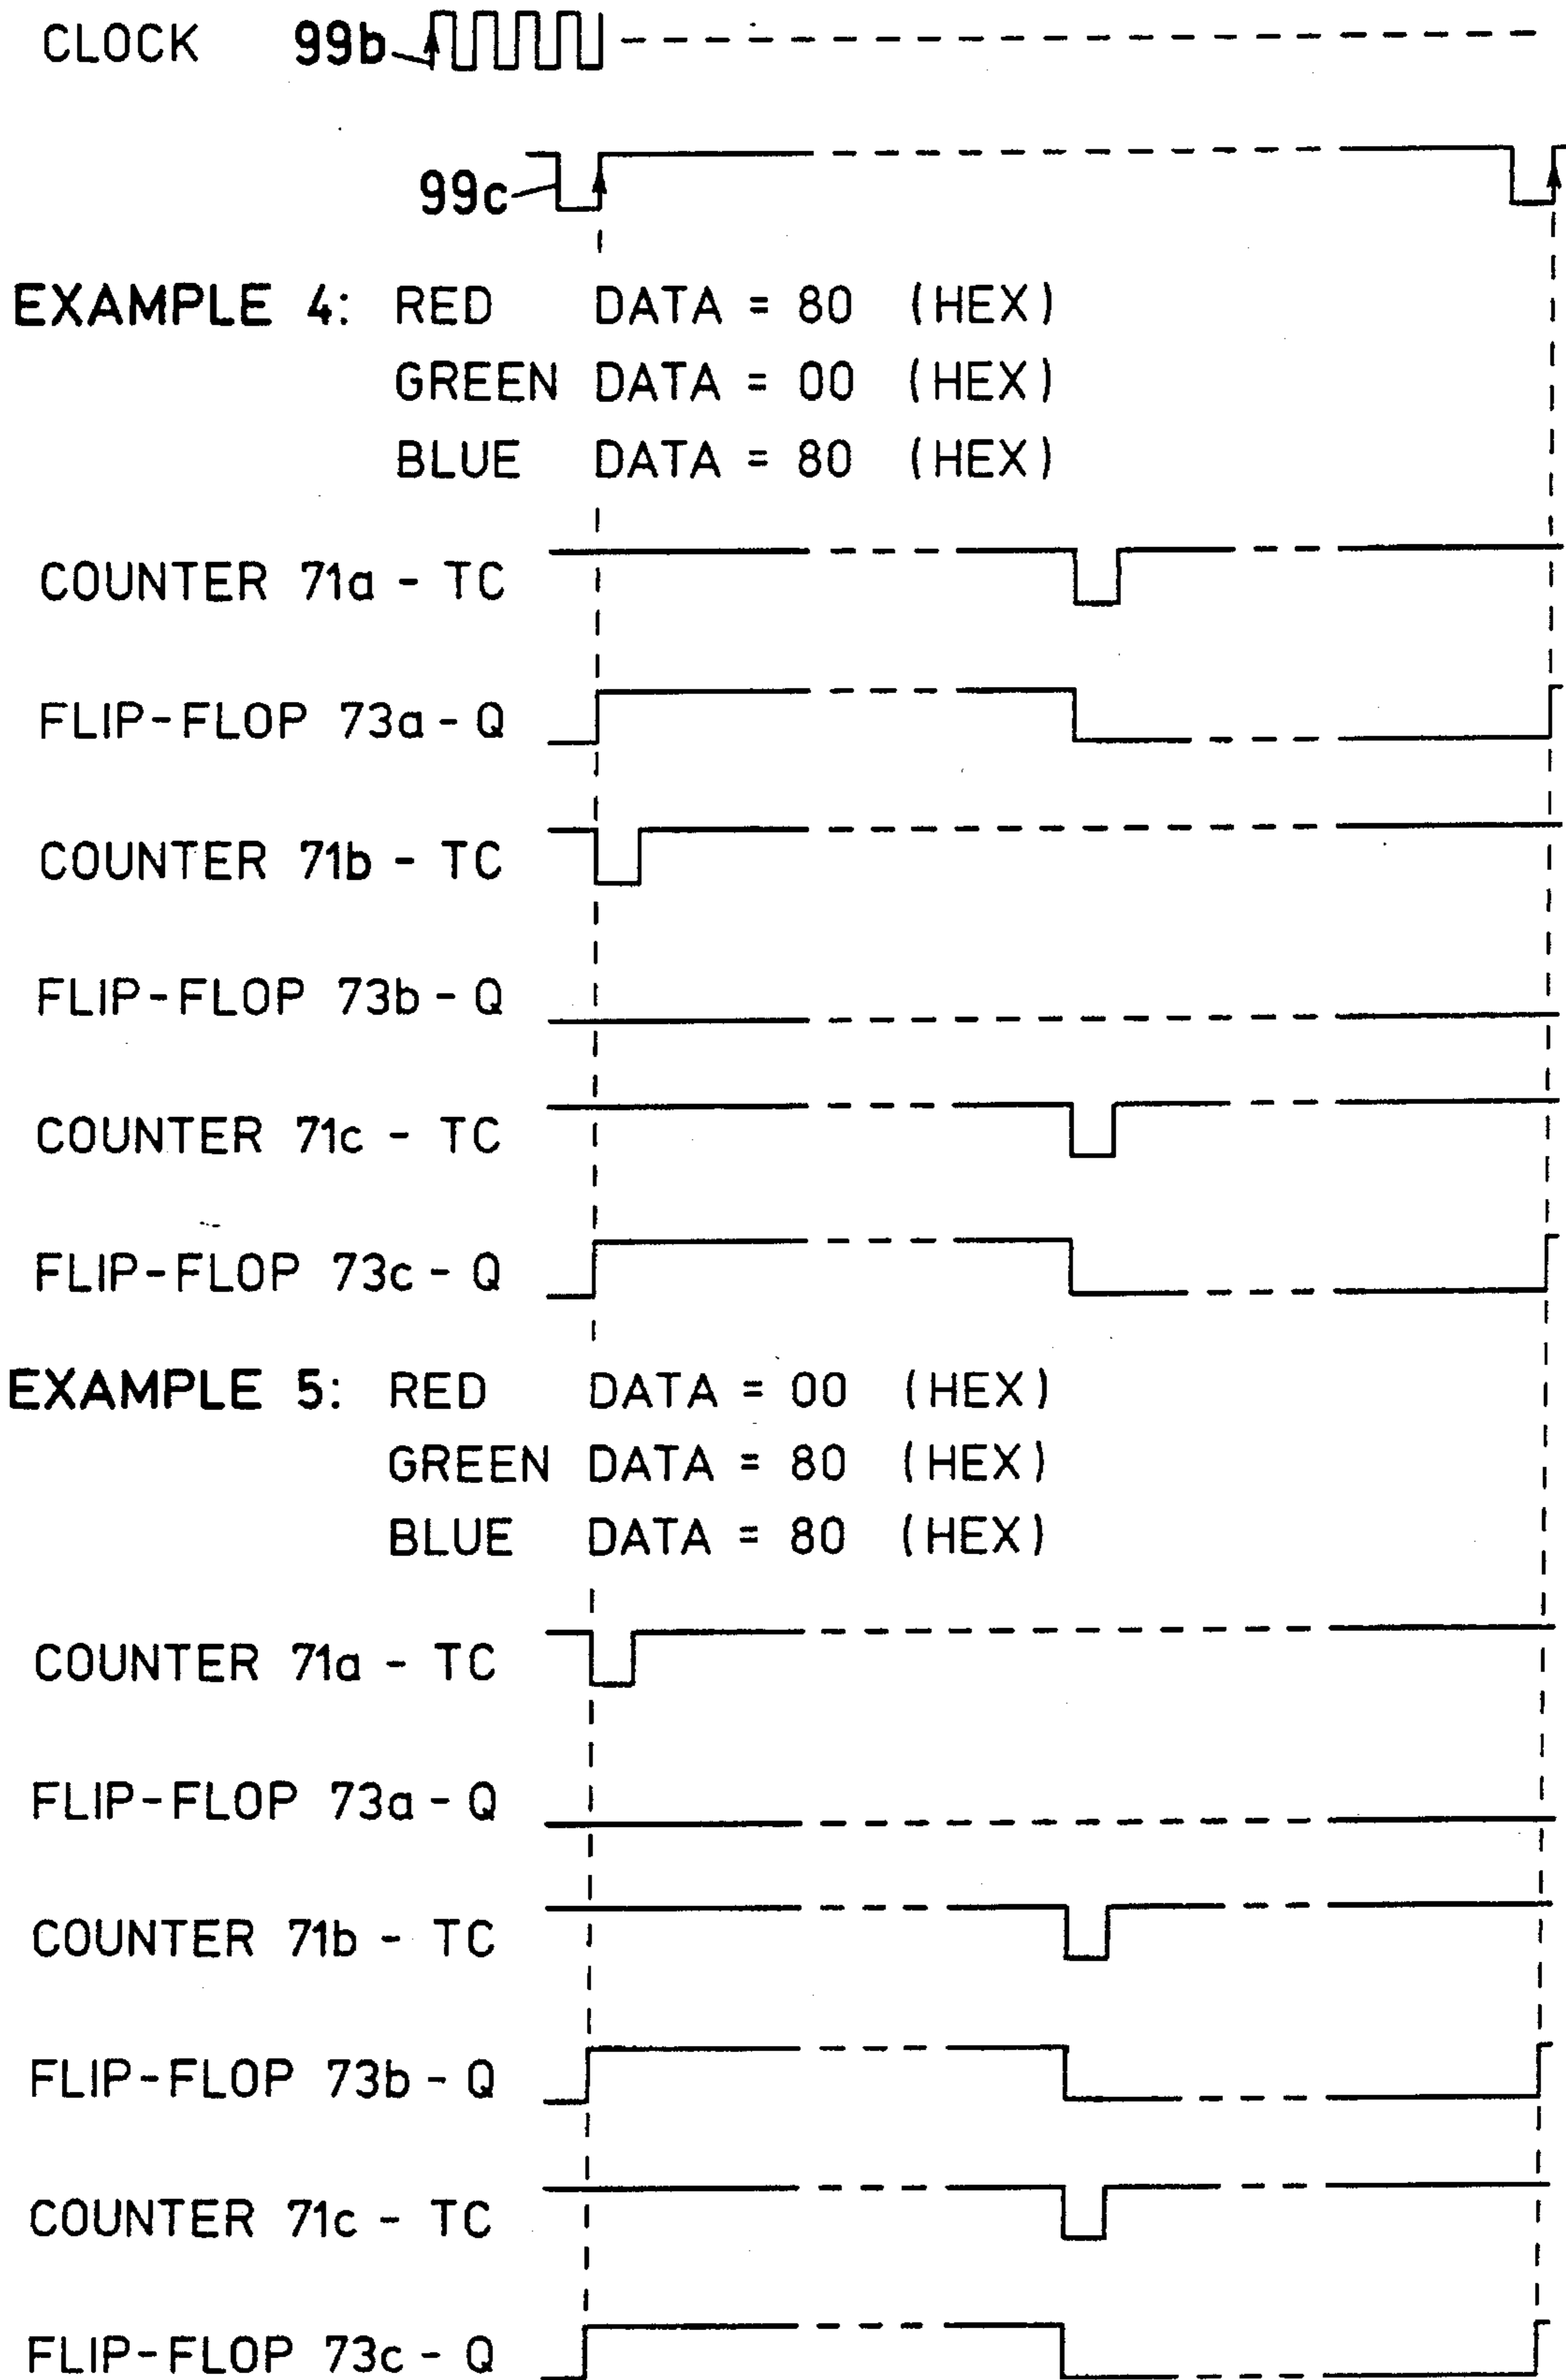 CLOCK 99b
99c
EXAMPLE 4: RED DATA = 80 (HEX)
GREEN DATA = 00 (HEX)
BLUE DATA = 80 (HEX)
COUNTER 71a - TC
FLIP-FLOP 73a - Q
COUNTER 71b - TC
FLIP-FLOP 73b - Q
COUNTER 71c - TC
FLIP-FLOP 73c - Q
EXAMPLE 5: RED DATA = 00 (HEX)
GREEN DATA = 80 (HEX)
BLUE DATA = 80 (HEX)
COUNTER 71a - TC
FLIP-FLOP 73a - Q
COUNTER 71b - TC
FLIP-FLOP 73b - Q
COUNTER 71c - TC
FLIP-FLOP 73c - Q